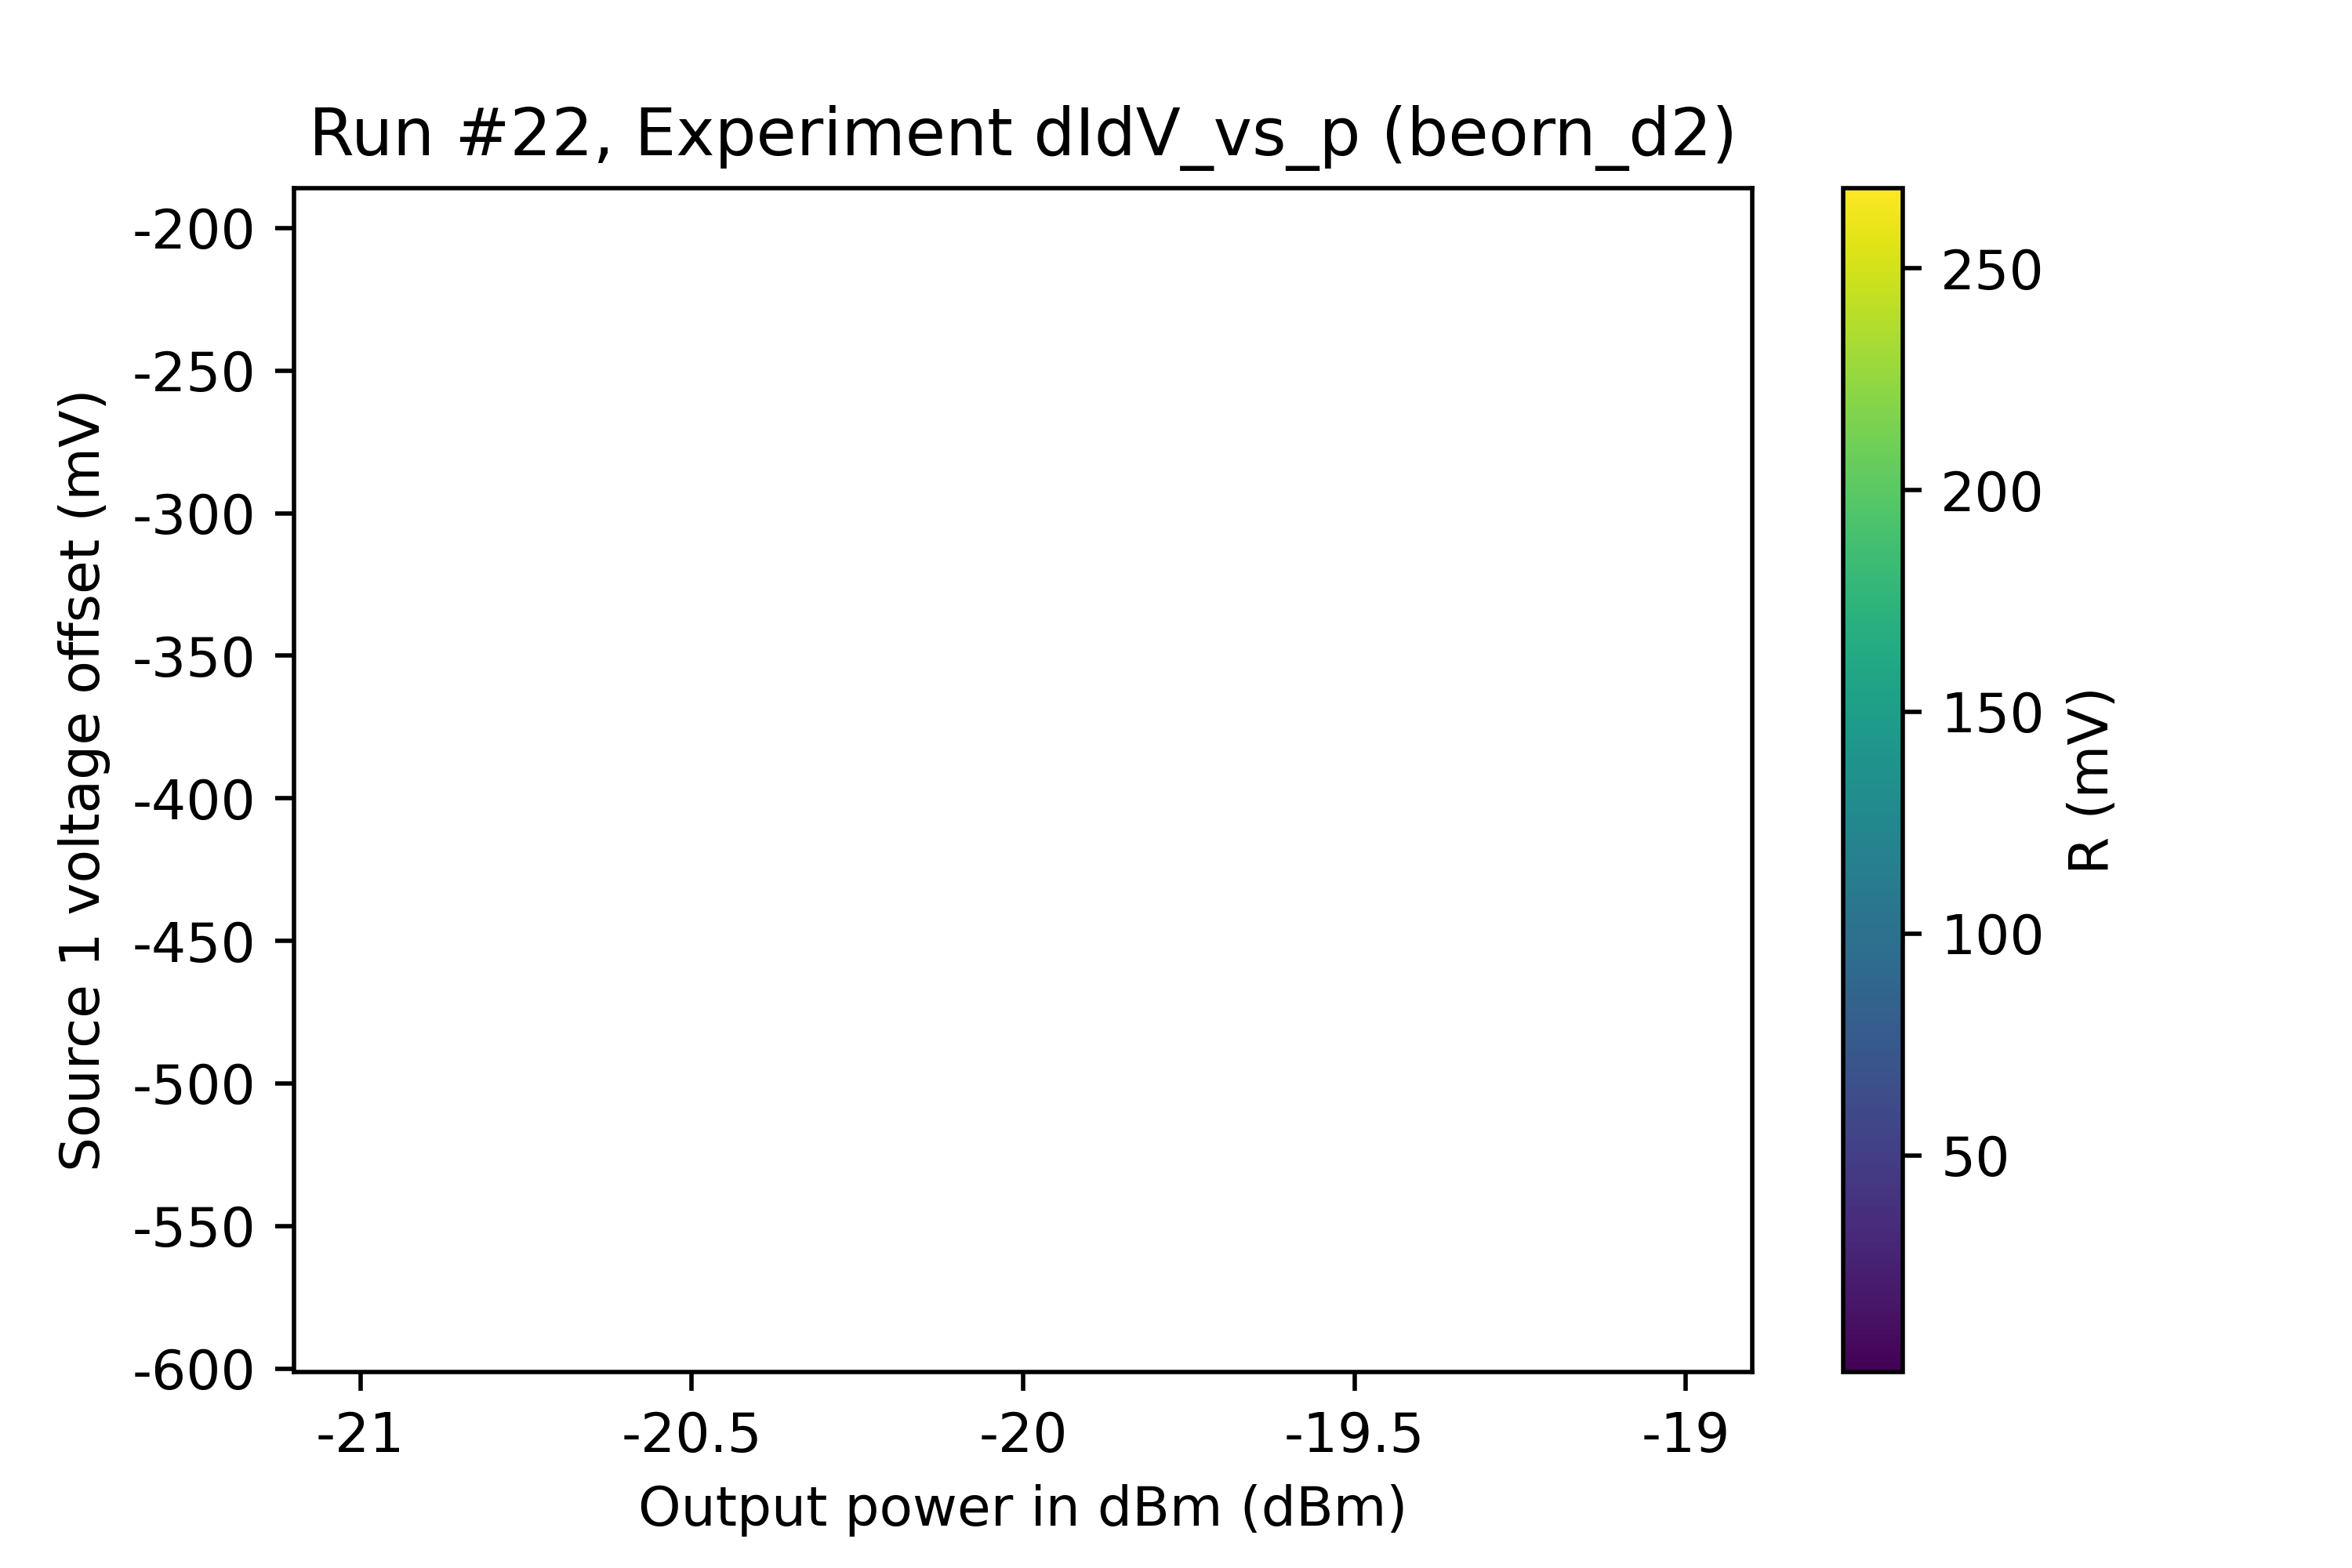 Run #22, Experiment dIdV_vs_p (beorn_d2)
Source 1 voltage offset (mV)
-200
-250
-300
-350
-400
-450
-500
-550
-600
-21 -20.5 -20 -19.5 -19
Output power in dBm (dBm)
250
200
150
100
50
R (mV)